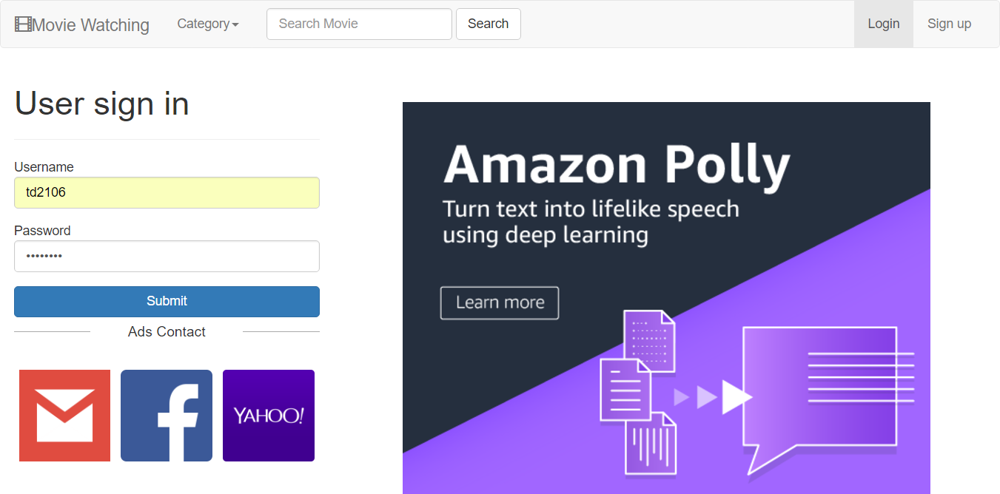 Movie Watching Category Search Movie Search Login Sign up
User sign in
Username
td2106
Password
••••••••
Submit
Ads Contact
YAHOO!
Amazon Polly
Turn text into lifelike speech
using deep learning
Learn more